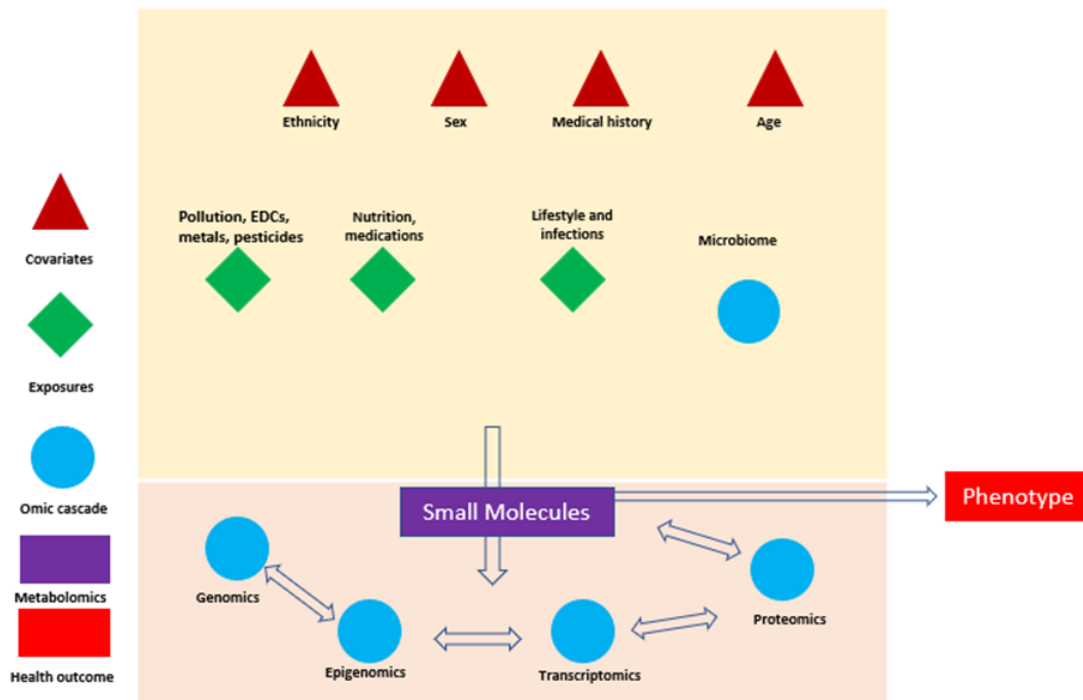 Ethnicity
Sex
Medical history
Age
Pollution, EDCs,
metals, pesticides
Nutrition,
medications
Lifestyle and
infections
Microbiome
Covariates
Exposures
Omic cascade
Metabolomics
Health outcome
Small Molecules
Phenotype
Genomics
Epigenomics
Transcriptomics
Proteomics